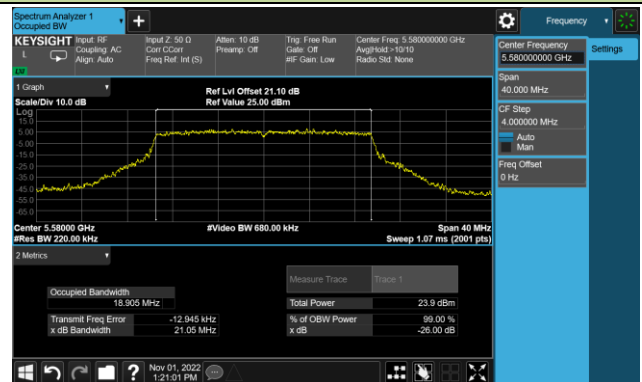 Spectrum Analyzer 1
Occupied BW
Frequency
KEYSIGHT
L
Input: RF
Coupling: AC
Align: Auto
Input Z: 50 Ω
Corr CCorr
Freq Ref: Int (S)
Atten: 10 dB
Preamp: Off
Trig: Free Run
Gate: Off
#IF Gain: Low
Center Freq: 5.580000000 GHz
Avg|Hold:>10/10
Radio Std: None
LW
Center Frequency
5.580000000 GHz
Settings
Span
40.000 MHz
CF Step
4.000000 MHz
Auto
Man
Freq Offset
0 Hz
1 Graph
Scale/Div 10.0 dB
Ref Lvl Offset 21.10 dB
Ref Value 25.00 dBm
Log
15.0
5.00
-5.00
-15.0
-25.0
-35.0
-45.0
-55.0
-65.0
Center 5.58000 GHz
#Res BW 220.00 kHz
#Video BW 680.00 kHz
Span 40 MHz
Sweep 1.07 ms (2001 pts)
2 Metrics
Measure Trace
Trace 1
Occupied Bandwidth
18.905 MHz
Total Power
23.9 dBm
Transmit Freq Error
-12.945 kHz
% of OBW Power
99.00 %
x dB Bandwidth
21.05 MHz
x dB
-26.00 dB
?
Nov 01, 2022
1:21:01 PM